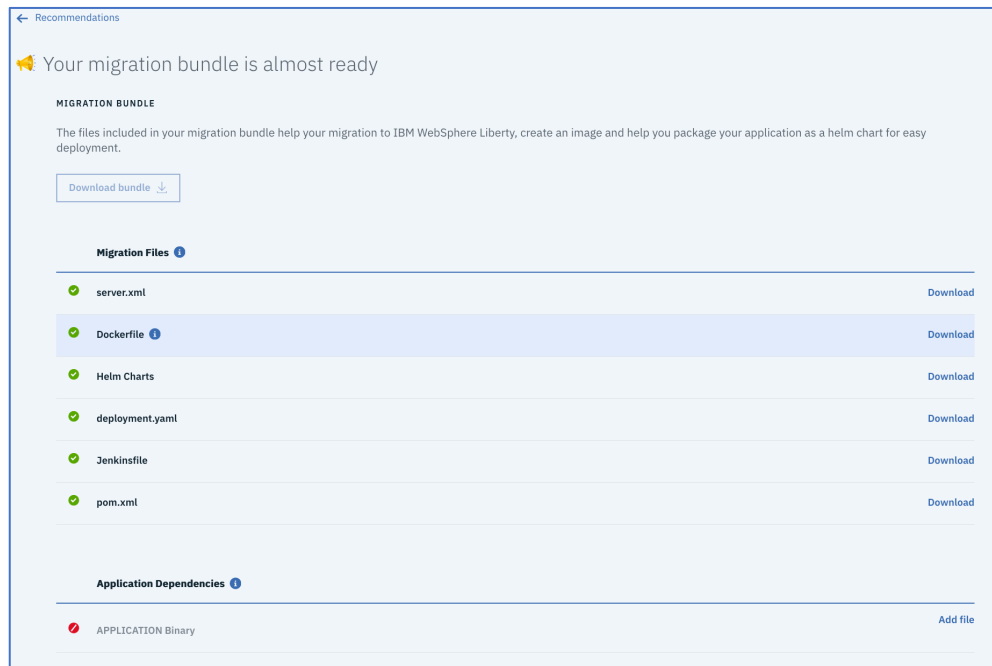 Recommendations
Your migration bundle is almost ready
MIGRATION BUNDLE
The files included in your migration bundle help your migration to IBM WebSphere Liberty, create an image and help you package your application as a helm chart for easy
deployment.
Download bundle
Migration Files
server.xml Download
Dockerfile Download
Helm Charts Download
deployment.yaml Download
Jenkinsfile Download
pom.xml Download
Application Dependencies
Add file
APPLICATION Binary